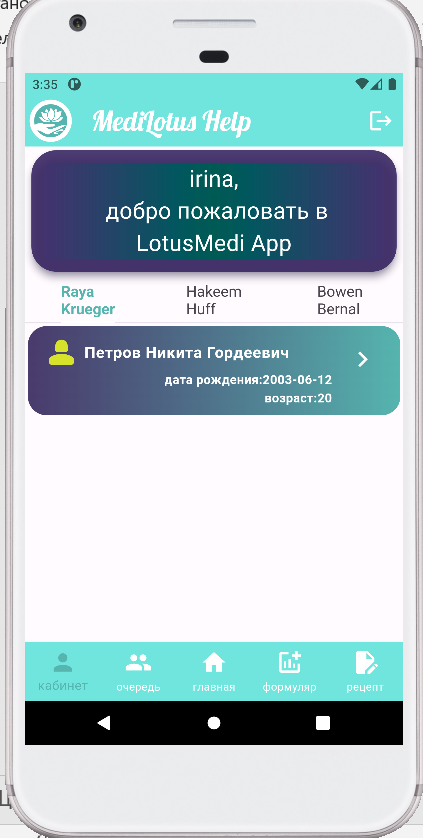 3:35
MediLotus Help
irina,
добро пожаловать в
LotusMedi App
Raya Krueger
Hakeem Huff
Bowen Bernal
Петров Никита Гордеевич
дата рождения:2003-06-12
возраст:20
кабинет
очередь
главная
формуляр
рецепт